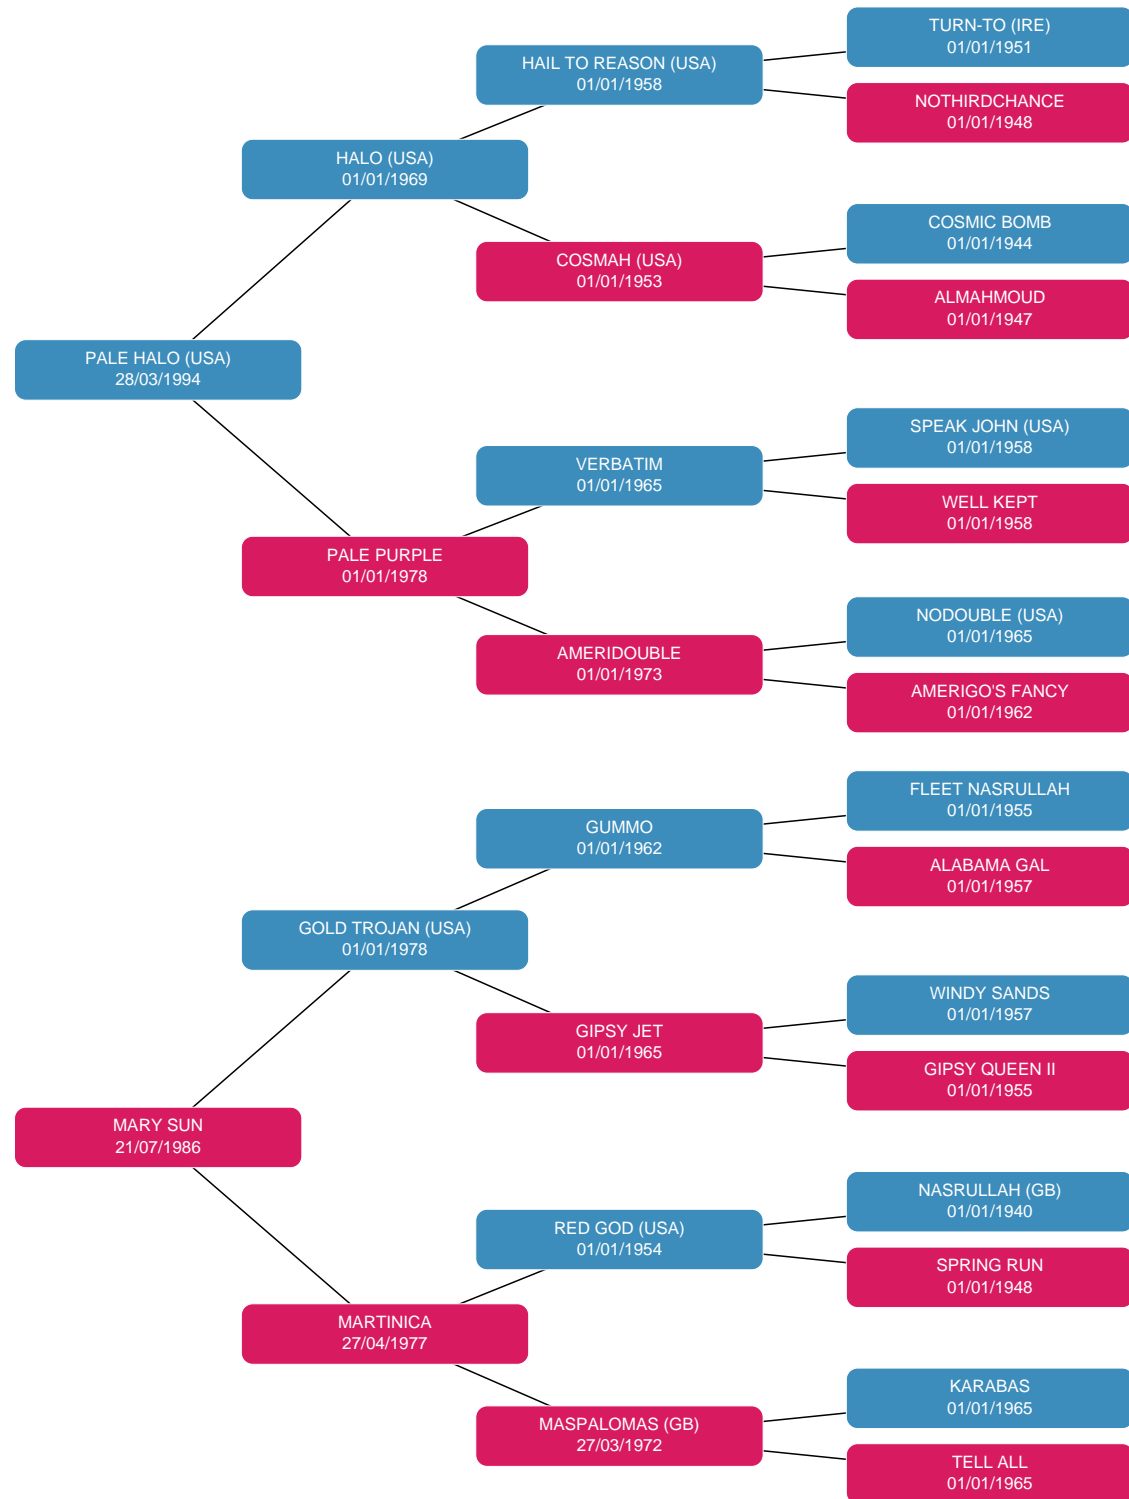 TURN-TO (IRE)
01/01/1951
HAIL TO REASON (USA)
01/01/1958
NOTHIRDCHANCE
01/01/1948
HALO (USA)
01/01/1969
COSMIC BOMB
01/01/1944
COSMAH (USA)
01/01/1953
ALMAHMOUD
01/01/1947
PALE HALO (USA)
28/03/1994
SPEAK JOHN (USA)
01/01/1958
VERBATIM
01/01/1965
WELL KEPT
01/01/1958
PALE PURPLE
01/01/1978
NODOUBLE (USA)
01/01/1965
AMERIDOUBLE
01/01/1973
AMERIGO'S FANCY
01/01/1962
FLEET NASRULLAH
01/01/1955
GUMMO
01/01/1962
ALABAMA GAL
01/01/1957
GOLD TROJAN (USA)
01/01/1978
WINDY SANDS
01/01/1957
GIPSY JET
01/01/1965
GIPSY QUEEN II
01/01/1955
MARY SUN
21/07/1986
NASRULLAH (GB)
01/01/1940
RED GOD (USA)
01/01/1954
SPRING RUN
01/01/1948
MARTINICA
27/04/1977
KARABAS
01/01/1965
MASPALOMAS (GB)
27/03/1972
TELL ALL
01/01/1965